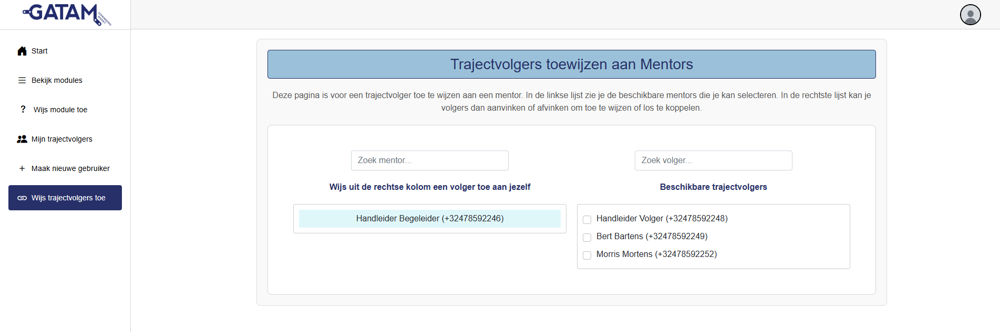 GATAM
VERBINDING
WERKT
Start
Bekijk modules
? Wijs module toe
Mijn trajectvolgers
+ Maak nieuwe gebruiker
Wijs trajectvolgers toe
Trajectvolgers toewijzen aan Mentors
Deze pagina is voor een trajectvolger toe te wijzen aan een mentor. In de linkse lijst zie je de beschikbare mentors die je kan selecteren. In de rechtste lijst kan je
volgers dan aanvinken of afvinken om toe te wijzen of los te koppelen.
Zoek mentor...
Wijs uit de rechtse kolom een volger toe aan jezelf
Handleider Begeleider (+32478592246)
Zoek volger...
Beschikbare trajectvolgers
Handleider Volger (+32478592248)
Bert Bartens (+32478592249)
Morris Mortens (+32478592252)